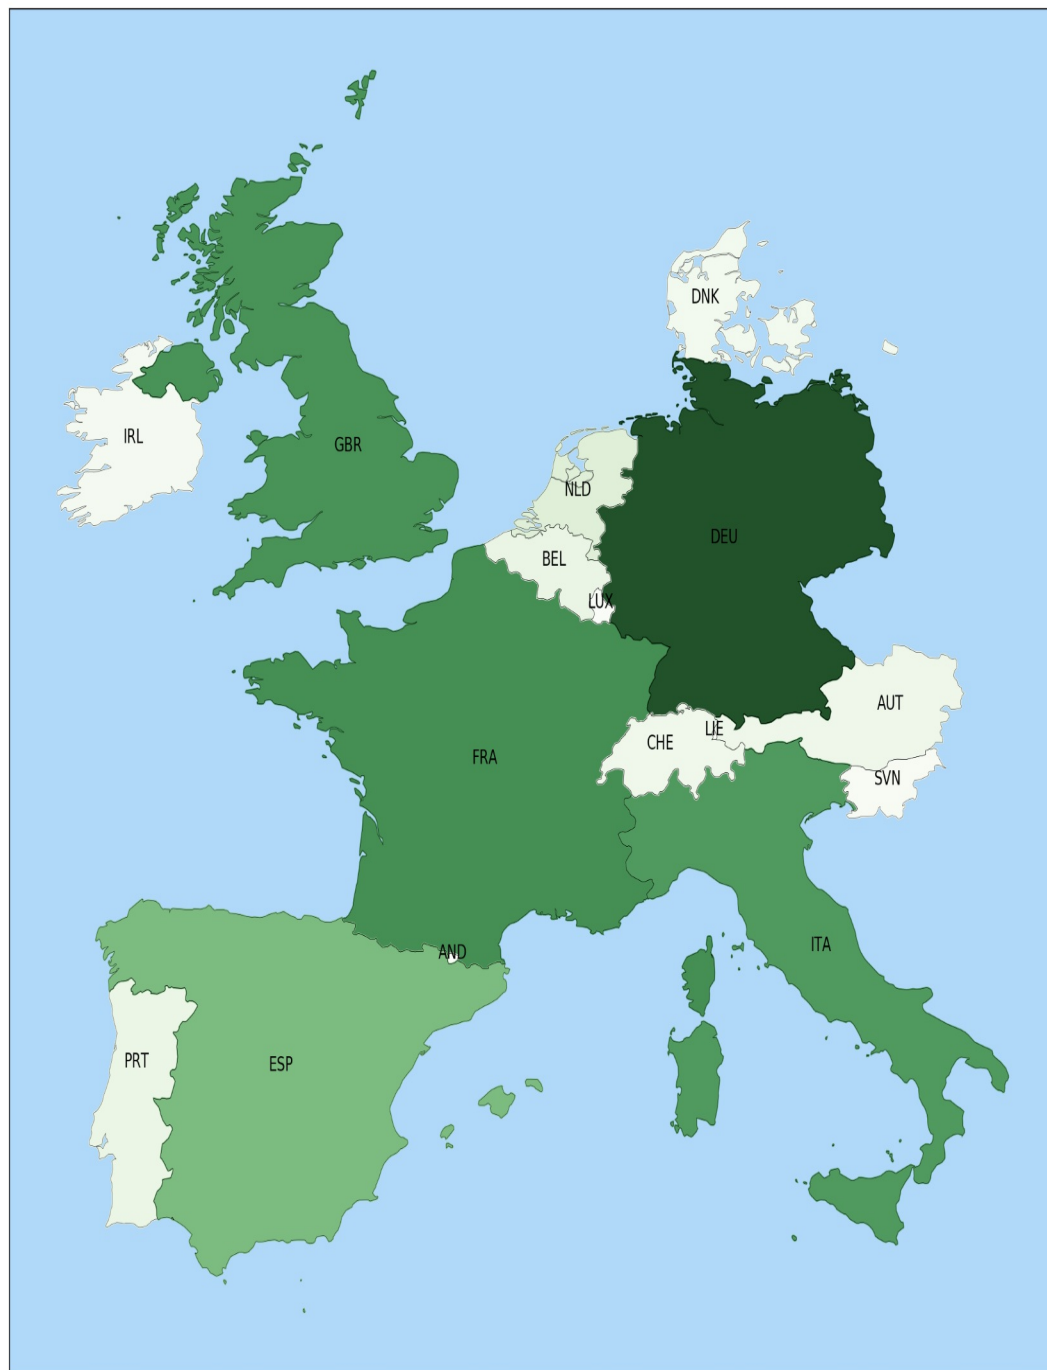 DNK
IRL
GBR
NLD
DEU
BEL
LUX
AUT
LIE
CHE
FRA
SVN
ITA
AND
PRT
ESP